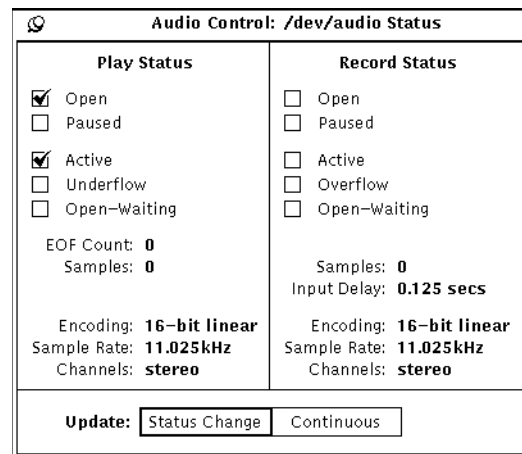 Audio Control: /dev/audio Status
Play Status
Open
Paused
Active
Underflow
Open-Waiting
EOF Count: 0
Samples: 0
Encoding: 16-bit linear
Sample Rate: 11.025kHz
Channels: stereo
Record Status
Open
Paused
Active
Overflow
Open-Waiting
Samples: 0
Input Delay: 0.125 secs
Encoding: 16-bit linear
Sample Rate: 11.025kHz
Channels: stereo
Update: Status Change Continuous